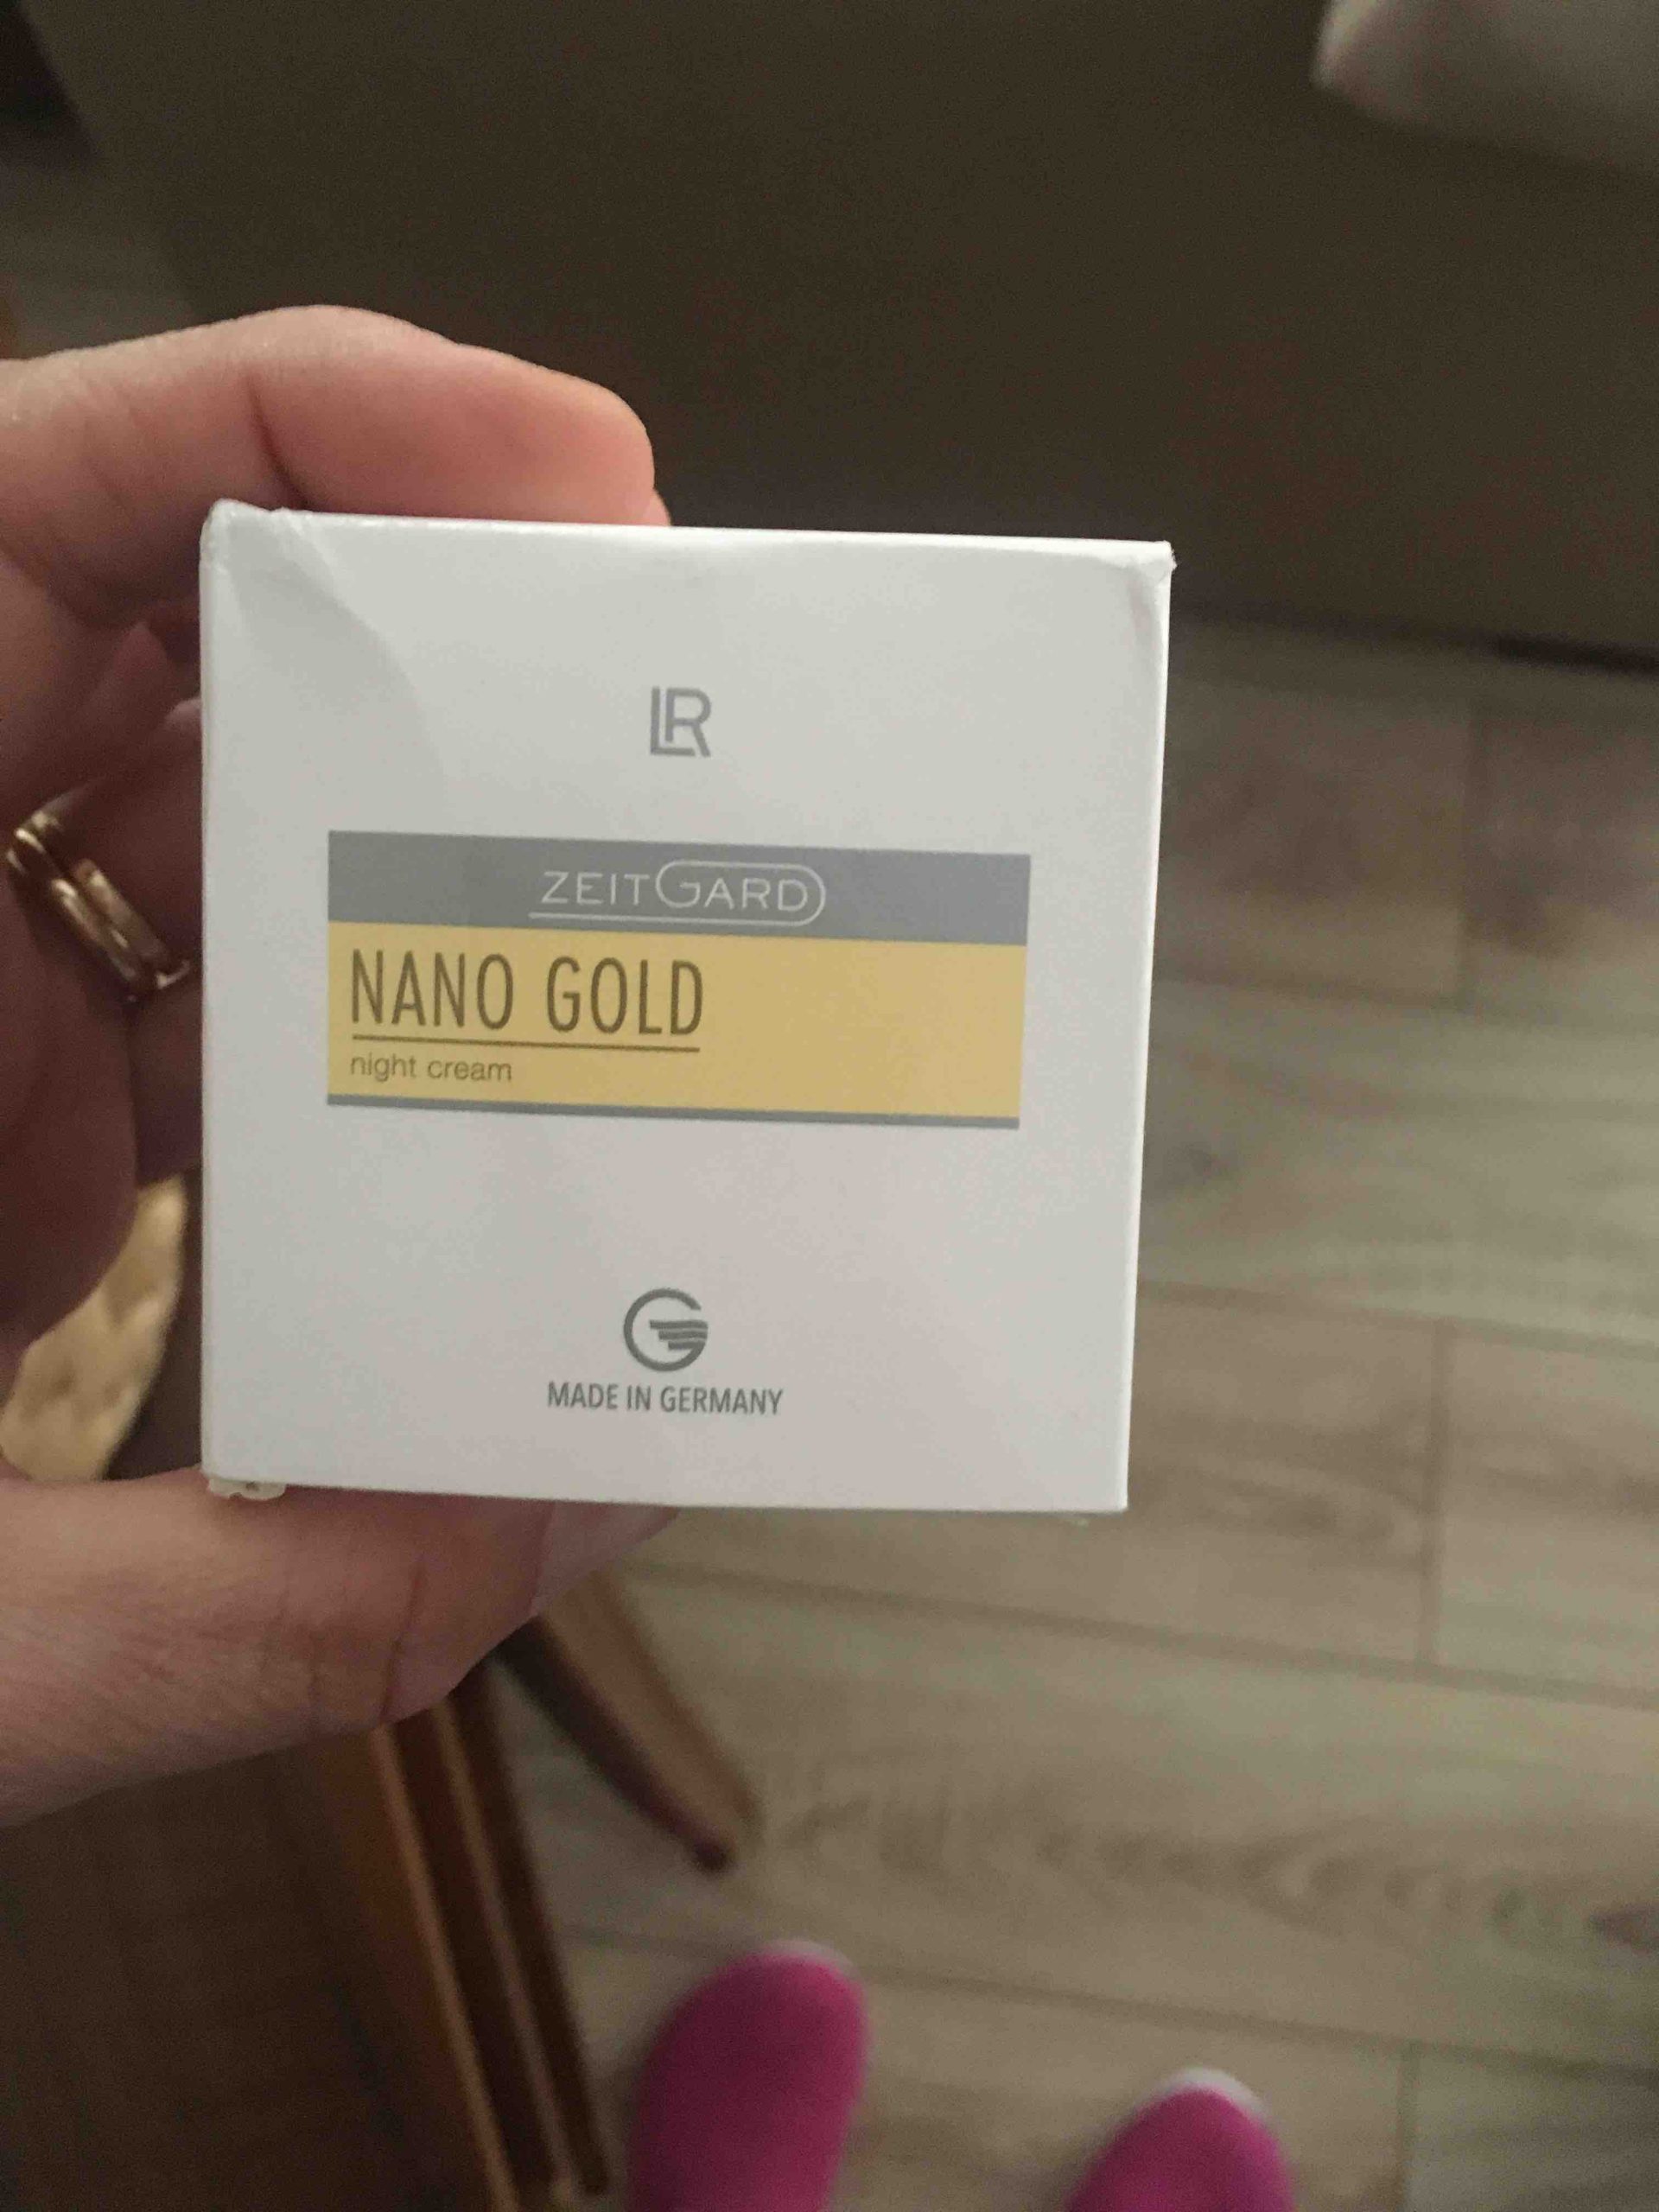 LR
ZEITGARD
NANO GOLD
night cream
G
MADE IN GERMANY